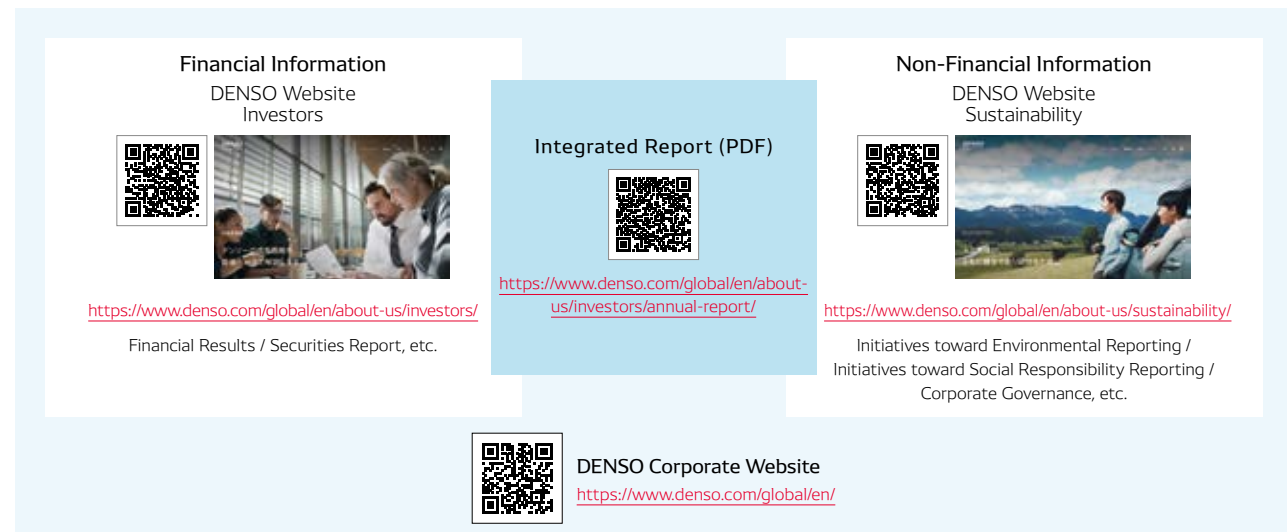 Financial Information
DENSO Website
Investors
https://www.denso.com/global/en/about-us/investors/
Financial Results / Securities Report, etc.
Integrated Report (PDF)
https://www.denso.com/global/en/about-
us/investors/annual-report/
Non-Financial Information
DENSO Website
Sustainability
https://www.denso.com/global/en/about-us/sustainability/
Initiatives toward Environmental Reporting /
Initiatives toward Social Responsibility Reporting /
Corporate Governance, etc.
DENSO Corporate Website
https://www.denso.com/global/en/